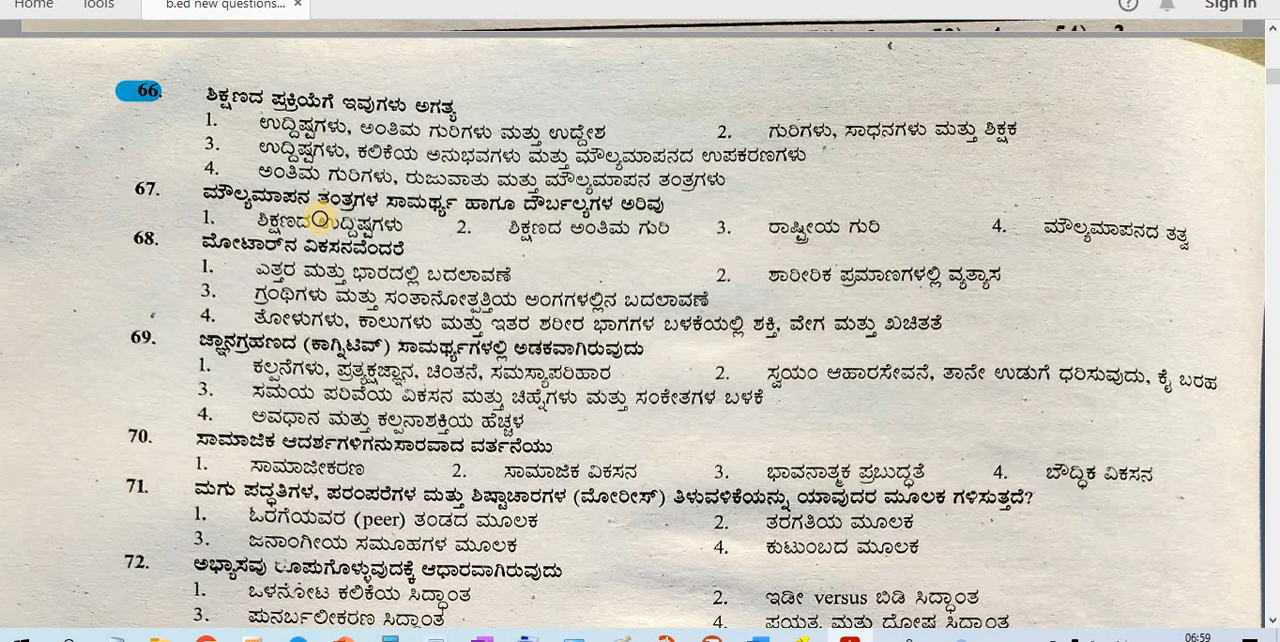 Home Tools b.ed new questions... × Sign In
66. ಶಿಕ್ಷಣದ ಪ್ರಕ್ರಿಯೆಗೆ ಇವುಗಳು ಅಗತ್ಯ
1. ಉದ್ದಿಷ್ಟಗಳು, ಅಂತಿಮ ಗುರಿಗಳು ಮತ್ತು ಉದ್ದೇಶ 2. ಗುರಿಗಳು, ಸಾಧನಗಳು ಮತ್ತು ಶಿಕ್ಷಕ
3. ಉದ್ದಿಷ್ಟಗಳು, ಕಲಿಕೆಯ ಅನುಭವಗಳು ಮತ್ತು ಮೌಲ್ಯಮಾಪನದ ಉಪಕರಣಗಳು
4. ಅಂತಿಮ ಗುರಿಗಳು, ರುಜುವಾತು ಮತ್ತು ಮೌಲ್ಯಮಾಪನ ತಂತ್ರಗಳು
67. ಮೌಲ್ಯಮಾಪನ ತಂತ್ರಗಳ ಸಾಮರ್ಥ್ಯ ಹಾಗೂ ದೌರ್ಬಲ್ಯಗಳ ಅರಿವು
1. ಶಿಕ್ಷಣದ ಉದ್ದಿಷ್ಟಗಳು 2. ಶಿಕ್ಷಣದ ಅಂತಿಮ ಗುರಿ 3. ರಾಷ್ಟ್ರೀಯ ಗುರಿ 4. ಮೌಲ್ಯಮಾಪನದ ತತ್ವ
68. ಮೋಟಾರ್‌ನ ವಿಕಸನವೆಂದರೆ
1. ಎತ್ತರ ಮತ್ತು ಭಾರದಲ್ಲಿ ಬದಲಾವಣೆ 2. ಶಾರೀರಿಕ ಪ್ರಮಾಣಗಳಲ್ಲಿ ವ್ಯತ್ಯಾಸ
3. ಗ್ರಂಥಿಗಳು ಮತ್ತು ಸಂತಾನೋತ್ಪತ್ತಿಯ ಅಂಗಗಳಲ್ಲಿನ ಬದಲಾವಣೆ
4. ತೋಳುಗಳು, ಕಾಲುಗಳು ಮತ್ತು ಇತರ ಶರೀರ ಭಾಗಗಳ ಬಳಕೆಯಲ್ಲಿ ಶಕ್ತಿ, ವೇಗ ಮತ್ತು ಖಚಿತತೆ
69. ಜ್ಞಾನಗ್ರಹಣದ (ಕಾಗ್ನಿಟಿವ್) ಸಾಮರ್ಥ್ಯಗಳಲ್ಲಿ ಅಡಕವಾಗಿರುವುದು
1. ಕಲ್ಪನೆಗಳು, ಪ್ರತ್ಯಕ್ಷಜ್ಞಾನ, ಚಿಂತನೆ, ಸಮಸ್ಯಾಪರಿಹಾರ 2. ಸ್ವಯಂ ಆಹಾರಸೇವನೆ, ತಾನೇ ಉಡುಗೆ ಧರಿಸುವುದು, ಕೈ ಬರಹ
3. ಸಮಯ ಪರಿವೆಯ ವಿಕಸನ ಮತ್ತು ಚಿಹ್ನೆಗಳು ಮತ್ತು ಸಂಕೇತಗಳ ಬಳಕೆ
4. ಅವಧಾನ ಮತ್ತು ಕಲ್ಪನಾಶಕ್ತಿಯ ಹೆಚ್ಚಳ
70. ಸಾಮಾಜಿಕ ಆದರ್ಶಗಳಿಗನುಸಾರವಾದ ವರ್ತನೆಯು
1. ಸಾಮಾಜೀಕರಣ 2. ಸಾಮಾಜಿಕ ವಿಕಸನ 3. ಭಾವನಾತ್ಮಕ ಪ್ರಬುದ್ಧತೆ 4. ಬೌದ್ಧಿಕ ವಿಕಸನ
71. ಮಗು ಪದ್ಧತಿಗಳ, ಪರಂಪರೆಗಳ ಮತ್ತು ಶಿಷ್ಟಾಚಾರಗಳ (ಮೋರೀಸ್) ತಿಳುವಳಿಕೆಯನ್ನು ಯಾವುದರ ಮೂಲಕ ಗಳಿಸುತ್ತದೆ?
1. ಓರಗೆಯವರ (peer) ತಂಡದ ಮೂಲಕ 2. ತರಗತಿಯ ಮೂಲಕ
3. ಜನಾಂಗೀಯ ಸಮೂಹಗಳ ಮೂಲಕ 4. ಕುಟುಂಬದ ಮೂಲಕ
72. ಅಭ್ಯಾಸವು ರೂಪುಗೊಳ್ಳುವುದಕ್ಕೆ ಆಧಾರವಾಗಿರುವುದು
1. ಒಳನೋಟ ಕಲಿಕೆಯ ಸಿದ್ಧಾಂತ 2. ಇಡೀ versus ಬಿಡಿ ಸಿದ್ಧಾಂತ
3. ಪುನರ್ಬಲೀಕರಣ ಸಿದ್ಧಾಂತ 4. ಪ್ರಯತ್ನ ಮತ್ತು ದೋಷ ಸಿದ್ಧಾಂತ
06:59